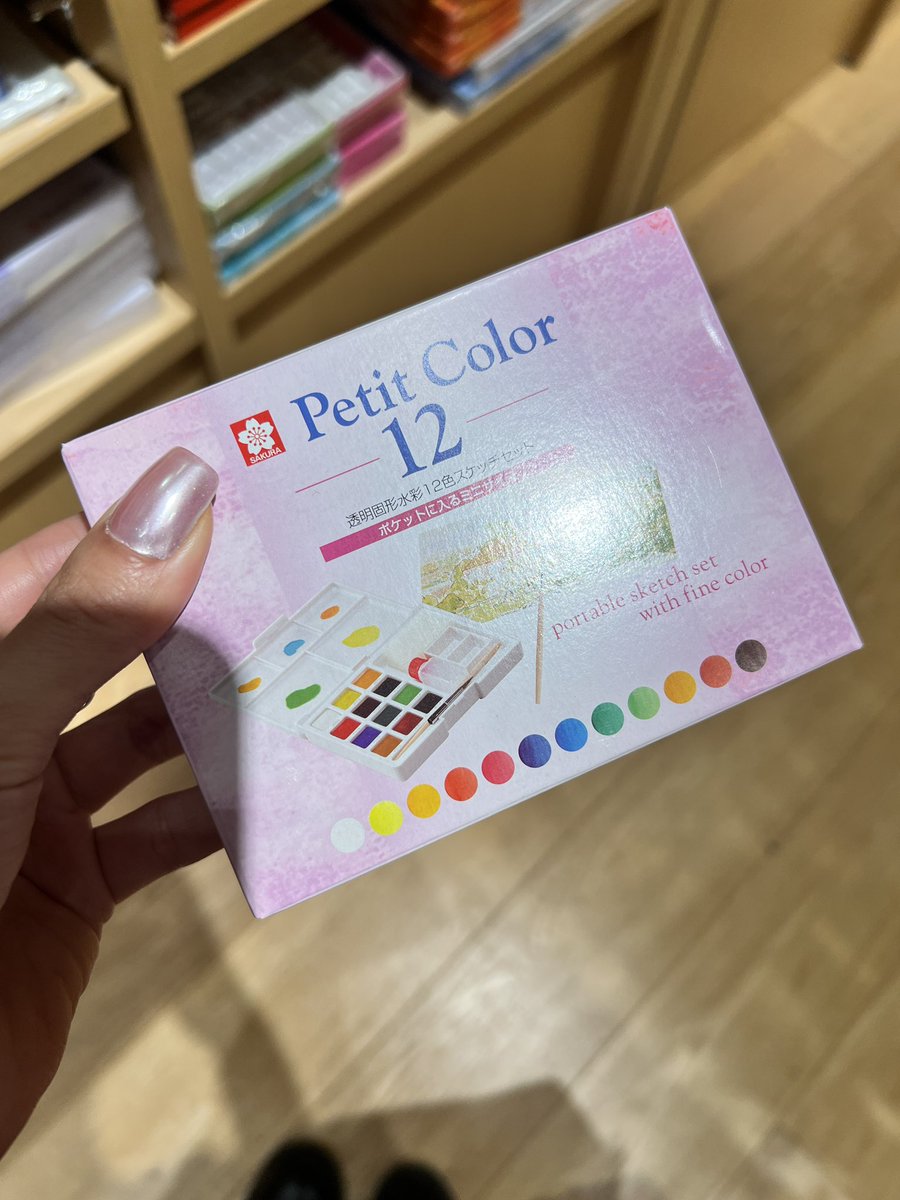 SAKURA
Petit Color
12
透明固形水彩12色スケッチセット
ポケットに入るミニサイズ
portable sketch set
with fine color